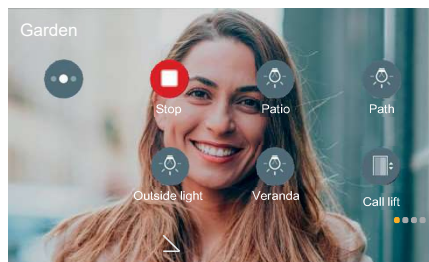 Garden
Stop
Patio
Path
Outside light
Veranda
Call lift